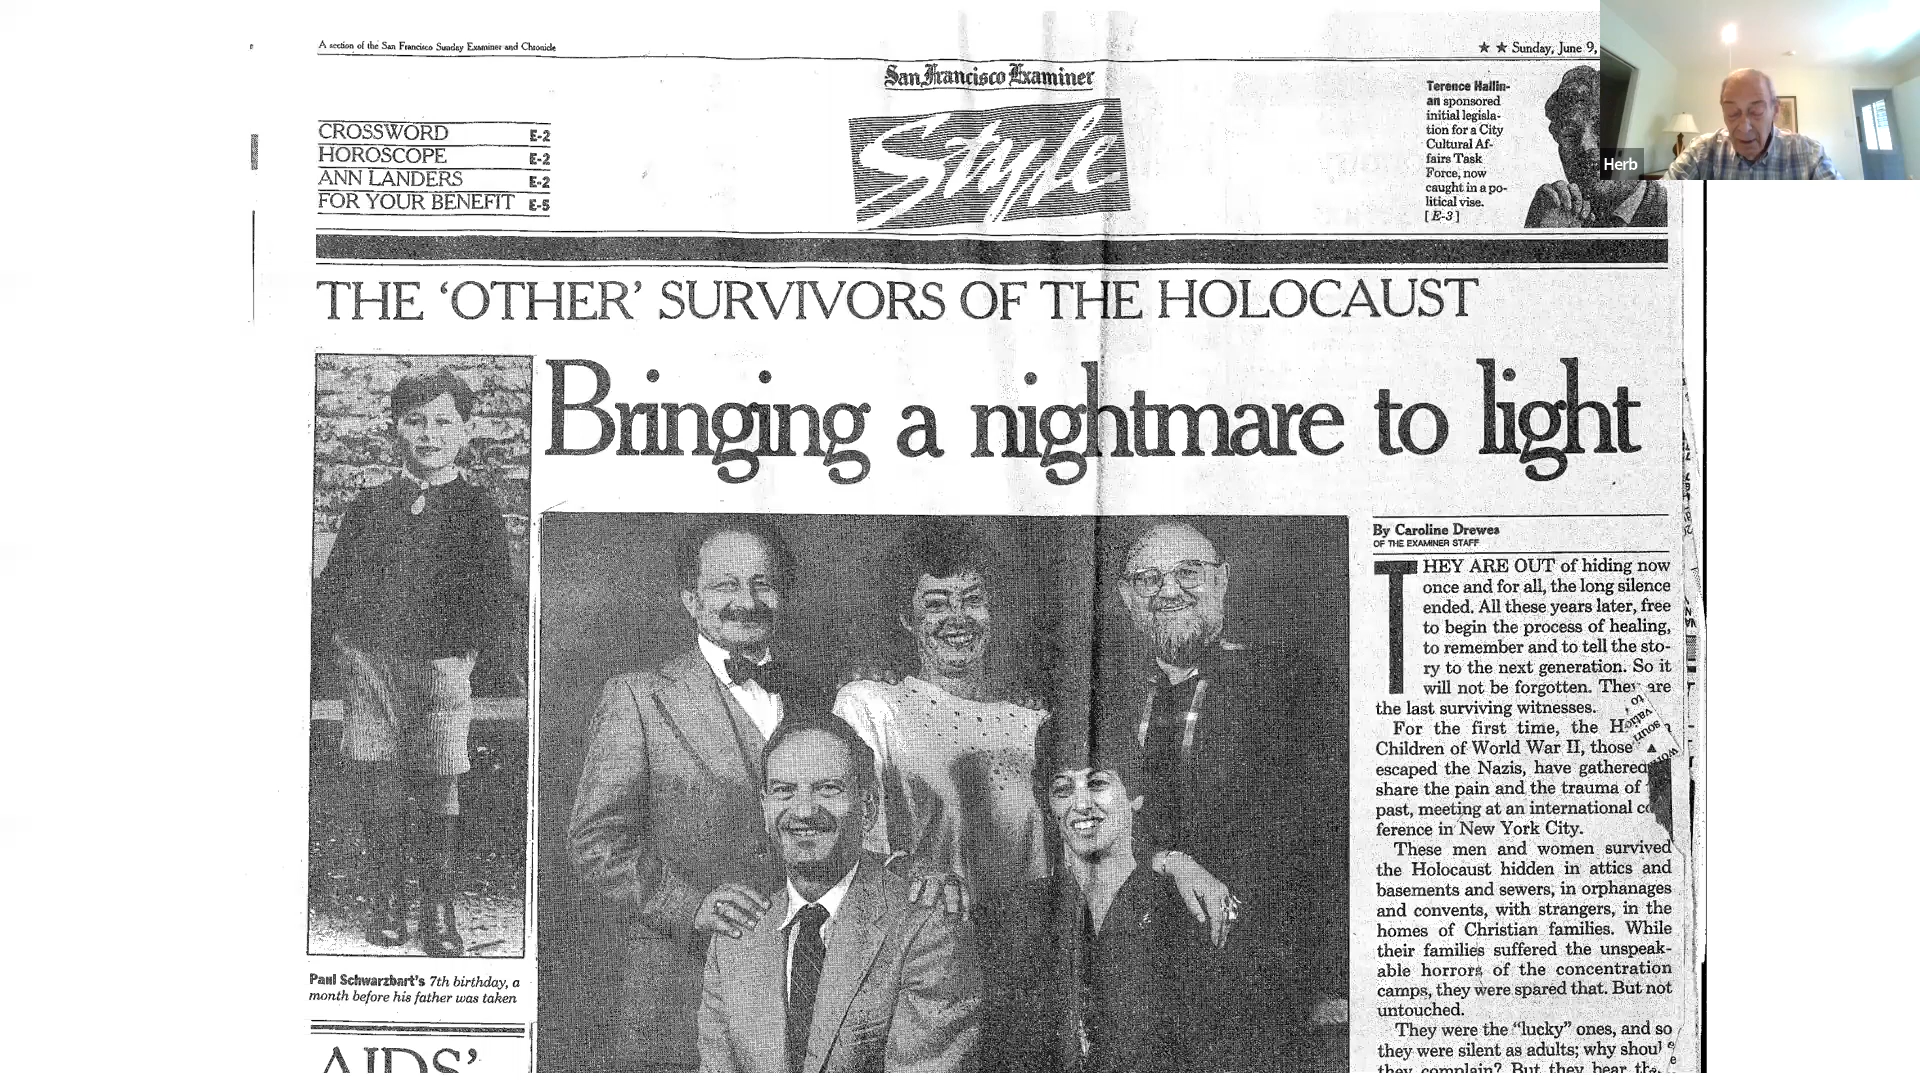 A section of the San Francisco Sunday Examiner and Chronicle
★ ★ Sunday, June 9,
San Francisco Examiner
Style
CROSSWORD E-2
HOROSCOPE E-2
ANN LANDERS E-2
FOR YOUR BENEFIT E-5
Terence Hallin-
an sponsored
initial legisla-
tion for a City
Cultural Af-
fairs Task
Force, now
caught in a po-
litical vise.
[E-3]
Herb
THE ‘OTHER’ SURVIVORS OF THE HOLOCAUST
Bringing a nightmare to light
Paul Schwarzbart's 7th birthday, a
month before his father was taken
AIDS’
By Caroline Drewes
OF THE EXAMINER STAFF
THEY ARE OUT of hiding now
once and for all, the long silence
ended. All these years later, free
to begin the process of healing,
to remember and to tell the sto-
ry to the next generation. So it
will not be forgotten. They are
the last surviving witnesses.
For the first time, the
Children of World War II, those
escaped the Nazis, have gathered
share the pain and the trauma of
past, meeting at an international
ference in New York City.
These men and women survived
the Holocaust hidden in attics and
basements and sewers, in orphanages
and convents, with strangers, in the
homes of Christian families. While
their families suffered the unspeak-
able horrors of the concentration
camps, they were spared that. But not
untouched.
They were the “lucky” ones, and so
they were silent as adults; why
they complain? But they bear